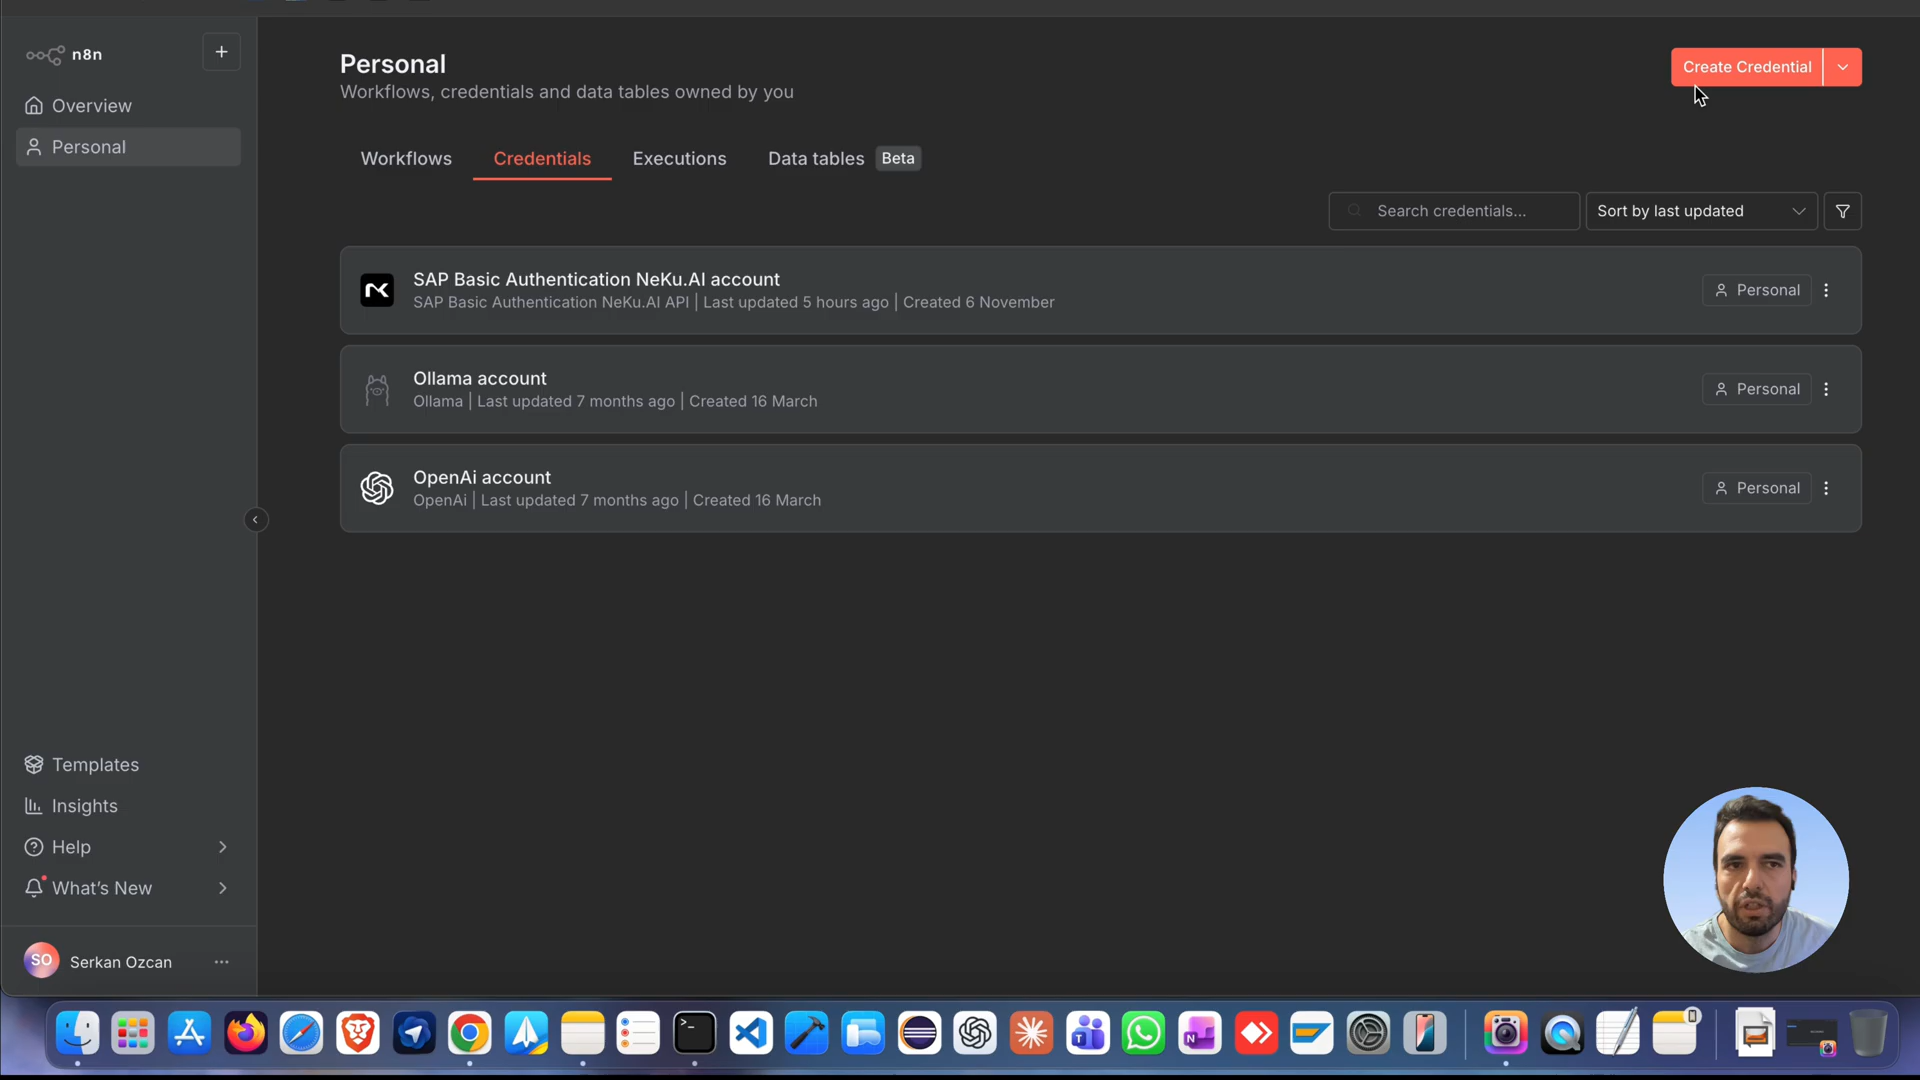 n8n
+
Overview
Personal
Templates
Insights
Help
What's New
SO
Serkan Ozcan
Personal
Workflows, credentials and data tables owned by you
Create Credential
Workflows
Credentials
Executions
Data tables
Beta
Search credentials...
Sort by last updated
SAP Basic Authentication NeKu.AI account
SAP Basic Authentication NeKu.AI API | Last updated 5 hours ago | Created 6 November
Personal
Ollama account
Ollama | Last updated 7 months ago | Created 16 March
Personal
OpenAi account
OpenAi | Last updated 7 months ago | Created 16 March
Personal